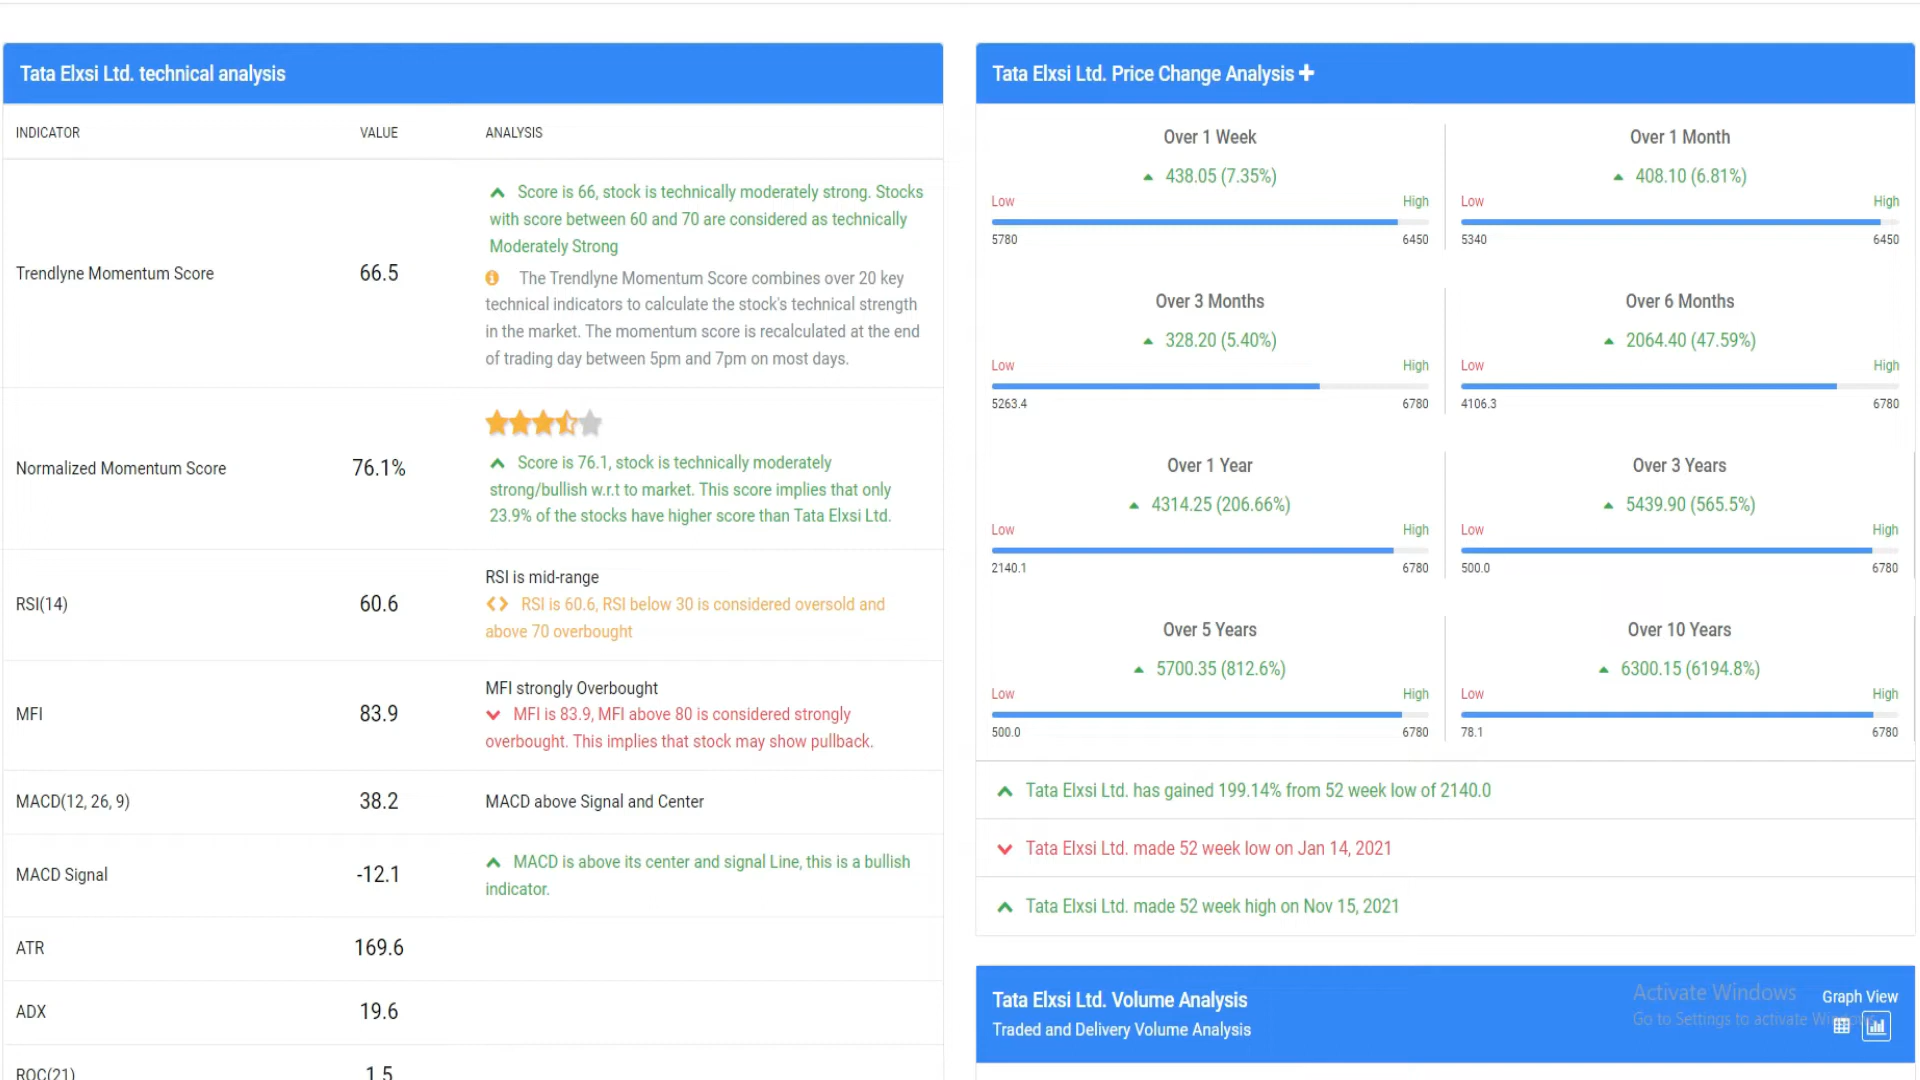 Tata Elxsi Ltd. technical analysis
INDICATOR VALUE ANALYSIS
Trendlyne Momentum Score 66.5
Score is 66, stock is technically moderately strong. Stocks
with score between 60 and 70 are considered as technically
Moderately Strong
The Trendlyne Momentum Score combines over 20 key
technical indicators to calculate the stock's technical strength
in the market. The momentum score is recalculated at the end
of trading day between 5pm and 7pm on most days.
Normalized Momentum Score 76.1%
Score is 76.1, stock is technically moderately
strong/bullish w.r.t to market. This score implies that only
23.9% of the stocks have higher score than Tata Elxsi Ltd.
RSI(14) 60.6
RSI is mid-range
RSI is 60.6, RSI below 30 is considered oversold and
above 70 overbought
MFI 83.9
MFI strongly Overbought
MFI is 83.9, MFI above 80 is considered strongly
overbought. This implies that stock may show pullback.
MACD(12, 26, 9) 38.2 MACD above Signal and Center
MACD Signal -12.1
MACD is above its center and signal Line, this is a bullish
indicator.
ATR 169.6
ADX 19.6
ROC(21) 1.5
Tata Elxsi Ltd. Price Change Analysis
Over 1 Week
438.05 (7.35%)
Low High
5780 6450
Over 1 Month
408.10 (6.81%)
Low High
5340 6450
Over 3 Months
328.20 (5.40%)
Low High
5263.4 6780
Over 6 Months
2064.40 (47.59%)
Low High
4106.3 6780
Over 1 Year
4314.25 (206.66%)
Low High
2140.1 6780
Over 3 Years
5439.90 (565.5%)
Low High
500.0 6780
Over 5 Years
5700.35 (812.6%)
Low High
500.0 6780
Over 10 Years
6300.15 (6194.8%)
Low High
78.1 6780
Tata Elxsi Ltd. has gained 199.14% from 52 week low of 2140.0
Tata Elxsi Ltd. made 52 week low on Jan 14, 2021
Tata Elxsi Ltd. made 52 week high on Nov 15, 2021
Tata Elxsi Ltd. Volume Analysis
Traded and Delivery Volume Analysis
Graph View
Activate Windows
Go to Settings to activate Windows.